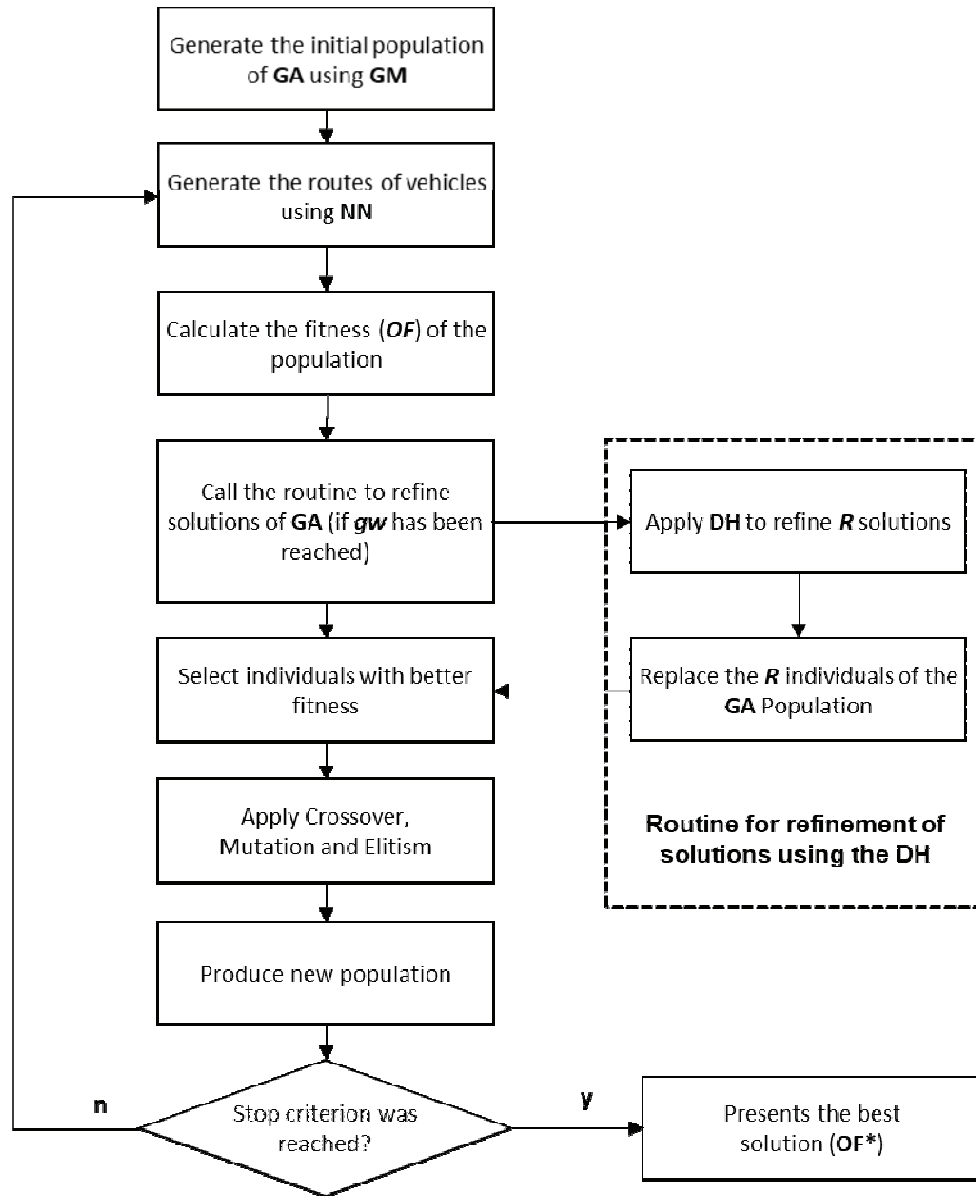 Generate the initial population
of GA using GM
Generate the routes of vehicles
using NN
Calculate the fitness (OF) of the
population
Call the routine to refine
solutions of GA (if gw has been
reached)
Apply DH to refine R solutions
Select individuals with better
fitness
Replace the R individuals of the
GA Population
Apply Crossover,
Mutation and Elitism
Routine for refinement of
solutions using the DH
Produce new population
n
Stop criterion was
reached?
y
Presents the best
solution (OF*)